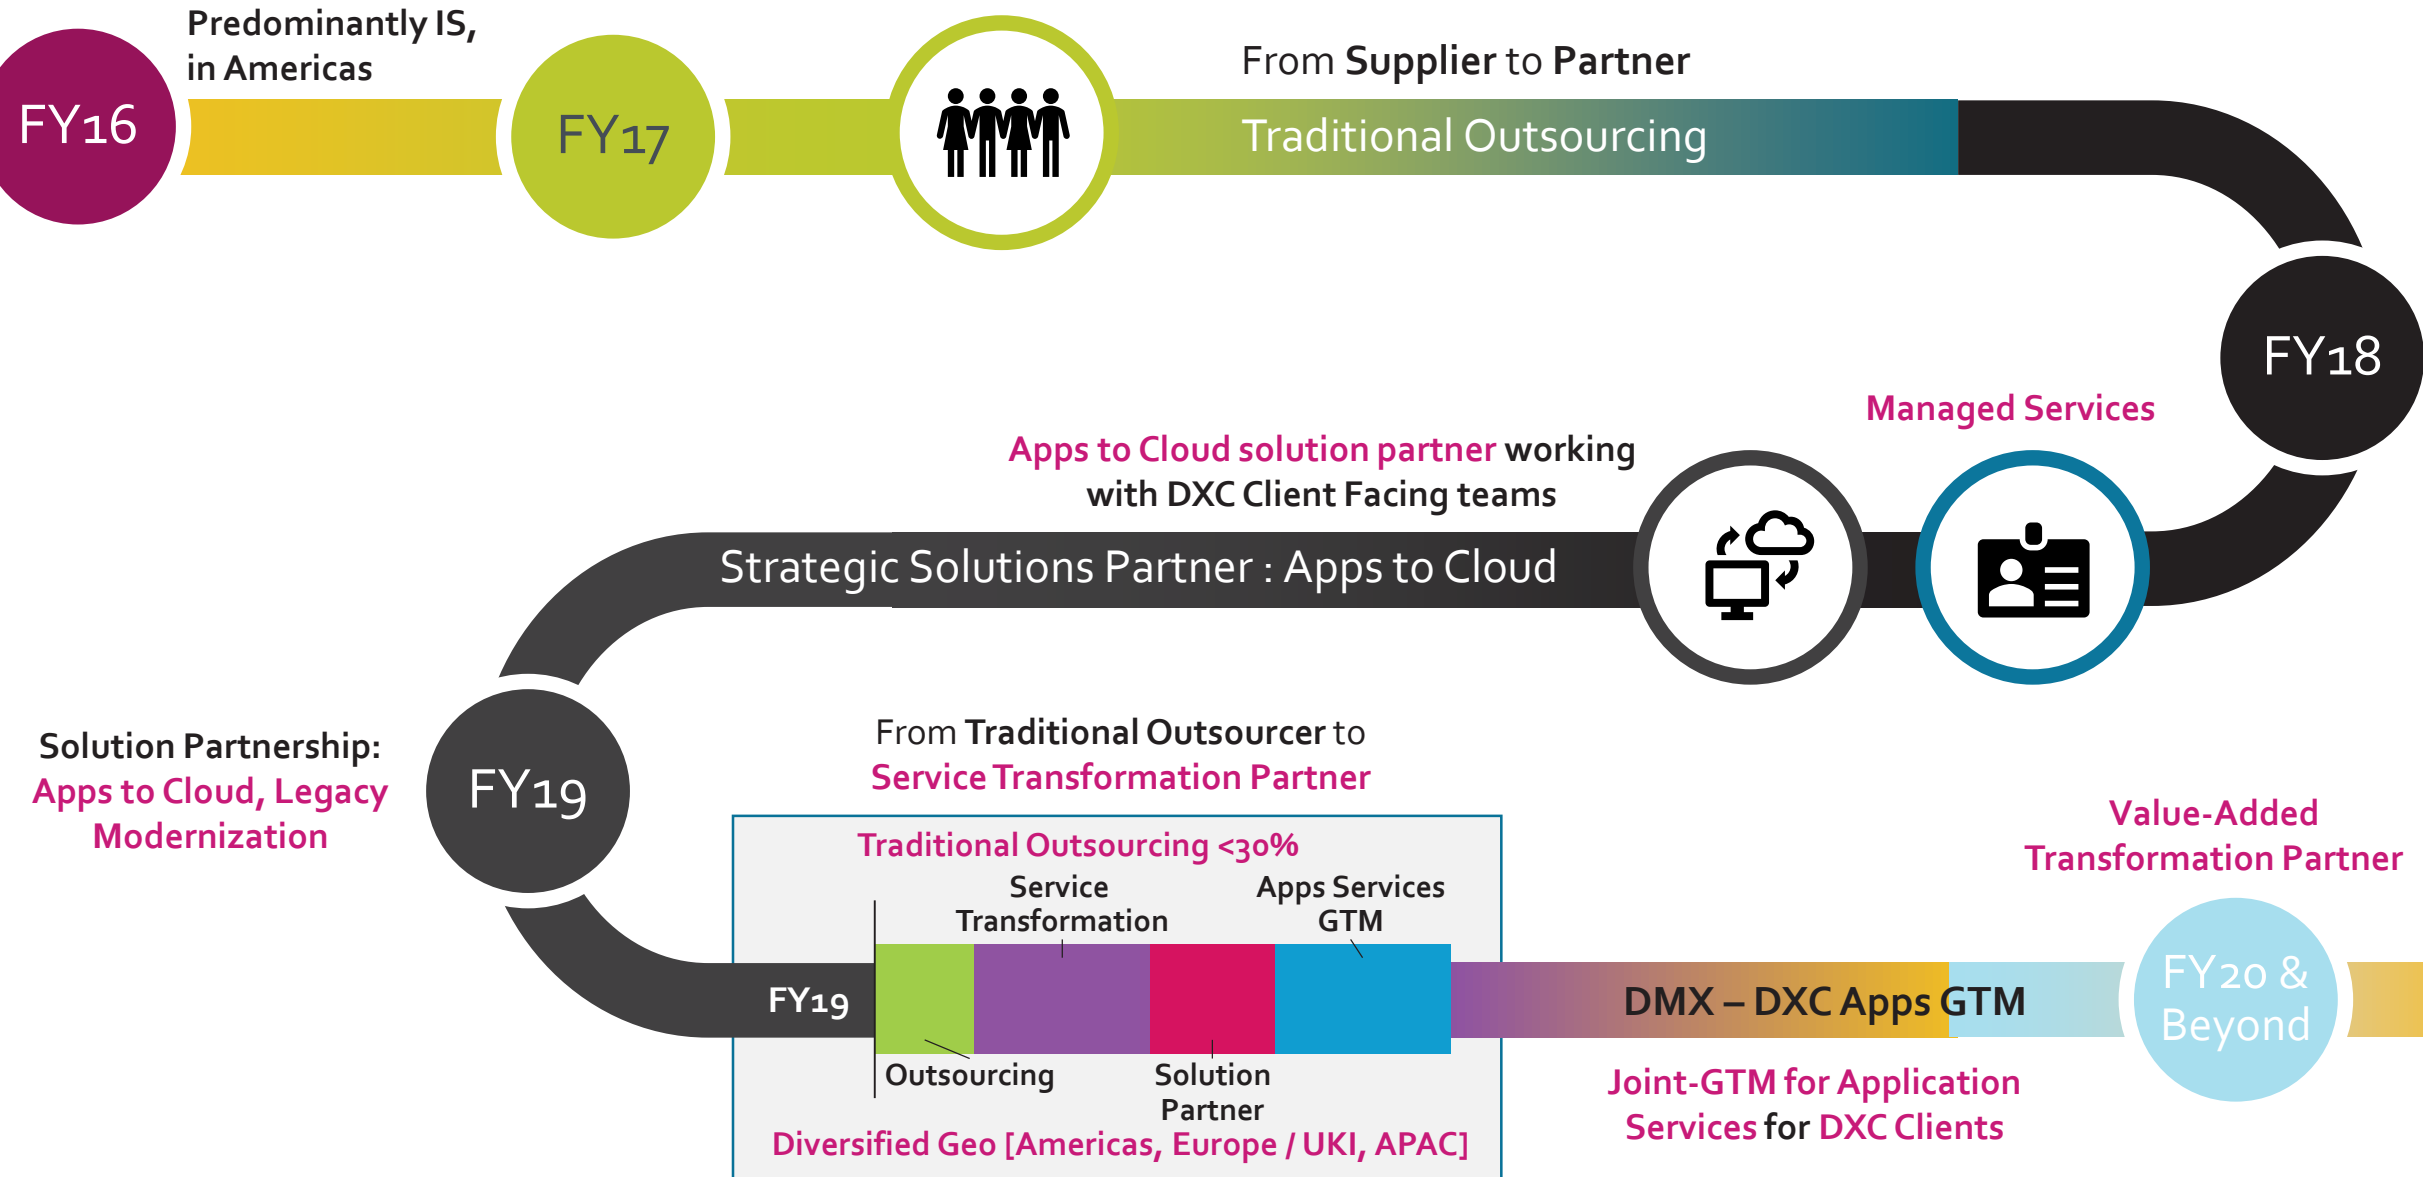 Predominantly IS,
in Americas
FY16
FY17
From Supplier to Partner
Traditional Outsourcing
FY18
Managed Services
Apps to Cloud solution partner working
with DXC Client Facing teams
Strategic Solutions Partner : Apps to Cloud
Solution Partnership:
Apps to Cloud, Legacy
Modernization
FY19
From Traditional Outsourcer to
Service Transformation Partner
Traditional Outsourcing <30%
Service
Transformation
Apps Services
GTM
FY19
Outsourcing
Solution
Partner
Diversified Geo [Americas, Europe / UKI, APAC]
DMX – DXC Apps GTM
Joint-GTM for Application
Services for DXC Clients
Value-Added
Transformation Partner
FY20 &
Beyond